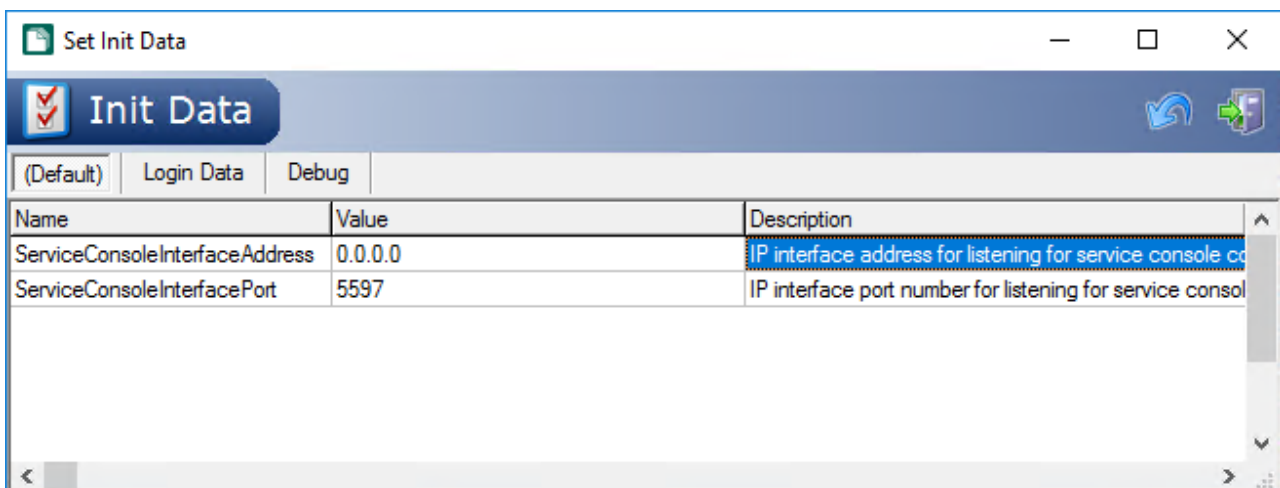 Set Init Data
Init Data
(Default) Login Data Debug
Name Value Description
ServiceConsoleInterfaceAddress 0.0.0.0 IP interface address for listening for service console
ServiceConsoleInterfacePort 5597 IP interface port number for listening for service